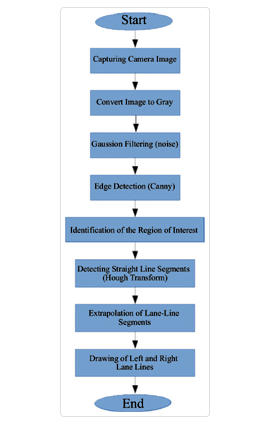 Start
Capturing Camera Image
Convert Image to Gray
Gaussion Filtering (noise)
Edge Detection (Canny)
Identification of the Region of Interest
Detecting Straight Line Segments
(Hough Transform)
Extrapolation of Lane-Line
Segments
Drawing of Left and Right
Lane Lines
End